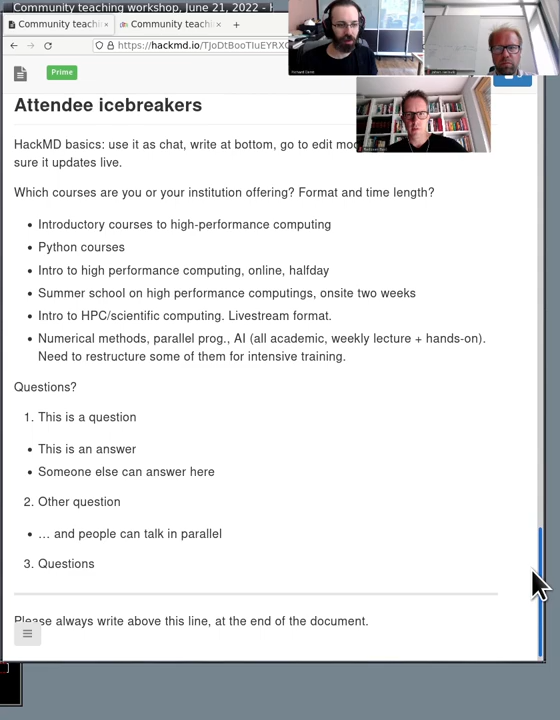 Community teaching workshop, June 21, 2022 -
Community teachi
Community teachi
https://hackmd.io/
Prime
Attendee icebreakers
HackMD basics: use it as chat, write at bottom, go to edit
sure it updates live.
Which courses are you or your institution offering? Format and time length?
Introductory courses to high-performance computing
Python courses
Intro to high performance computing, online, halfday
Summer school on high performance computings, onsite two weeks
Intro to HPC/scientific computing. Livestream format.
Numerical methods, parallel prog., AI (all academic, weekly lecture + hands-on).
Need to restructure some of them for intensive training.
Questions?
1. This is a question
This is an answer
Someone else can answer here
2. Other question
… and people can talk in parallel
3. Questions
Please always write above this line, at the end of the document.